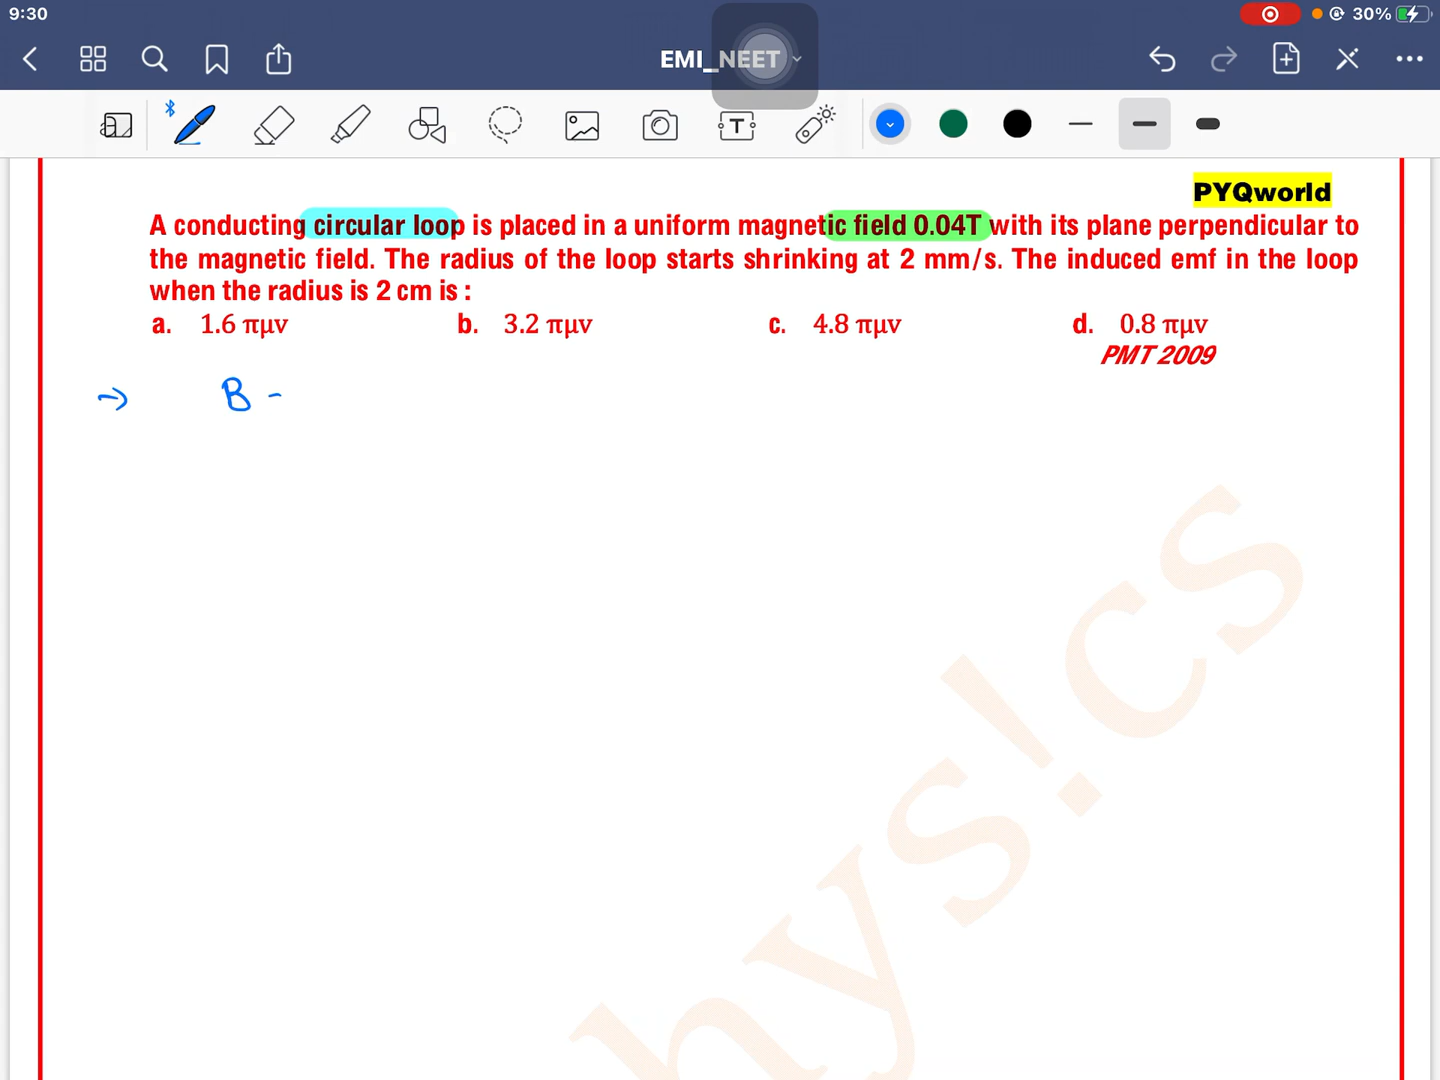 9:30
30%
EMI_NEET
T
PYQworld
A conducting circular loop is placed in a uniform magnetic field 0.04T with its plane perpendicular to
the magnetic field. The radius of the loop starts shrinking at 2 mm/s. The induced emf in the loop
when the radius is 2 cm is :
a. 1.6 πμv b. 3.2 πμv c. 4.8 πμv d. 0.8 πμv
PMT 2009
→ B -
hys!cs